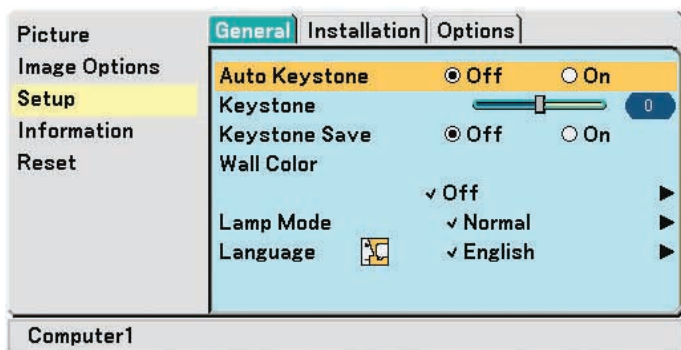 Picture
Image Options
Setup
Information
Reset
General Installation Options
Auto Keystone Off On
Keystone 0
Keystone Save Off On
Wall Color
Off
Lamp Mode Normal
Language English
Computer1